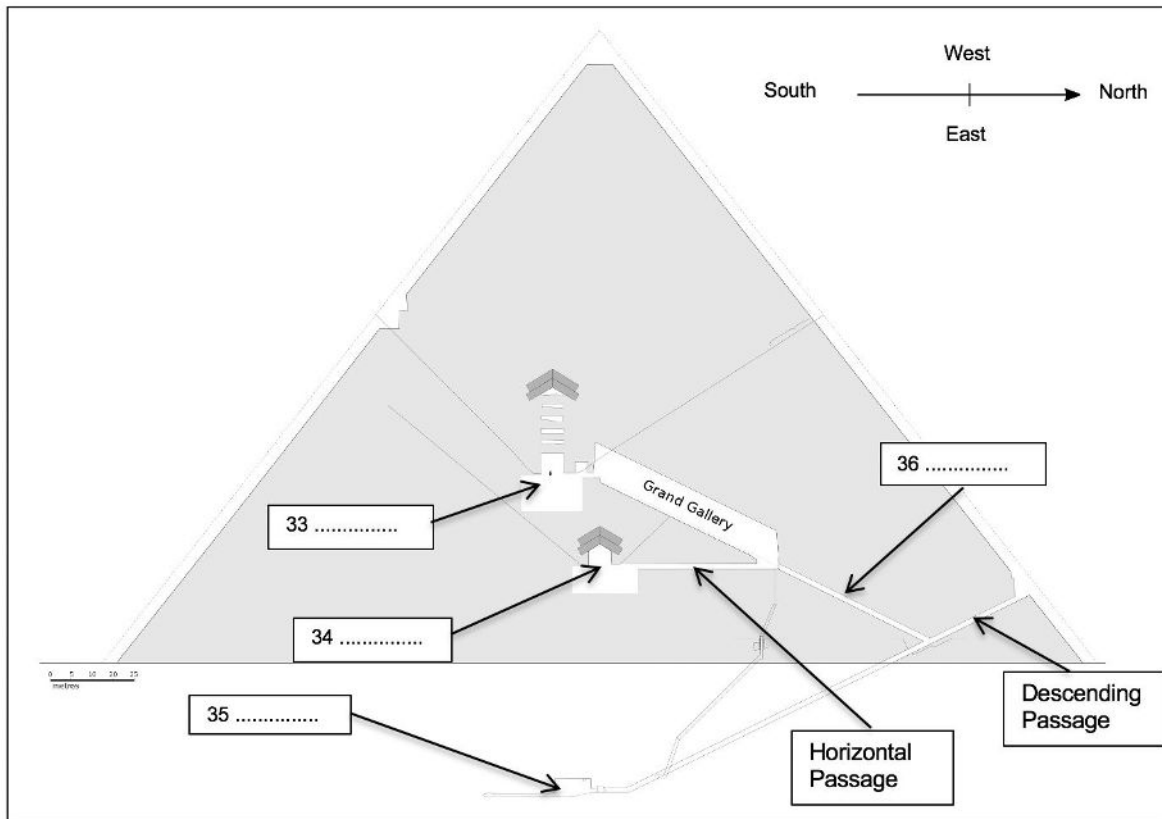 West
South
North
East
36 ...............
Grand Gallery
33 ...............
34 ...............
0 5 10 15 20 25
metres
35 ...............
Descending
Passage
Horizontal
Passage